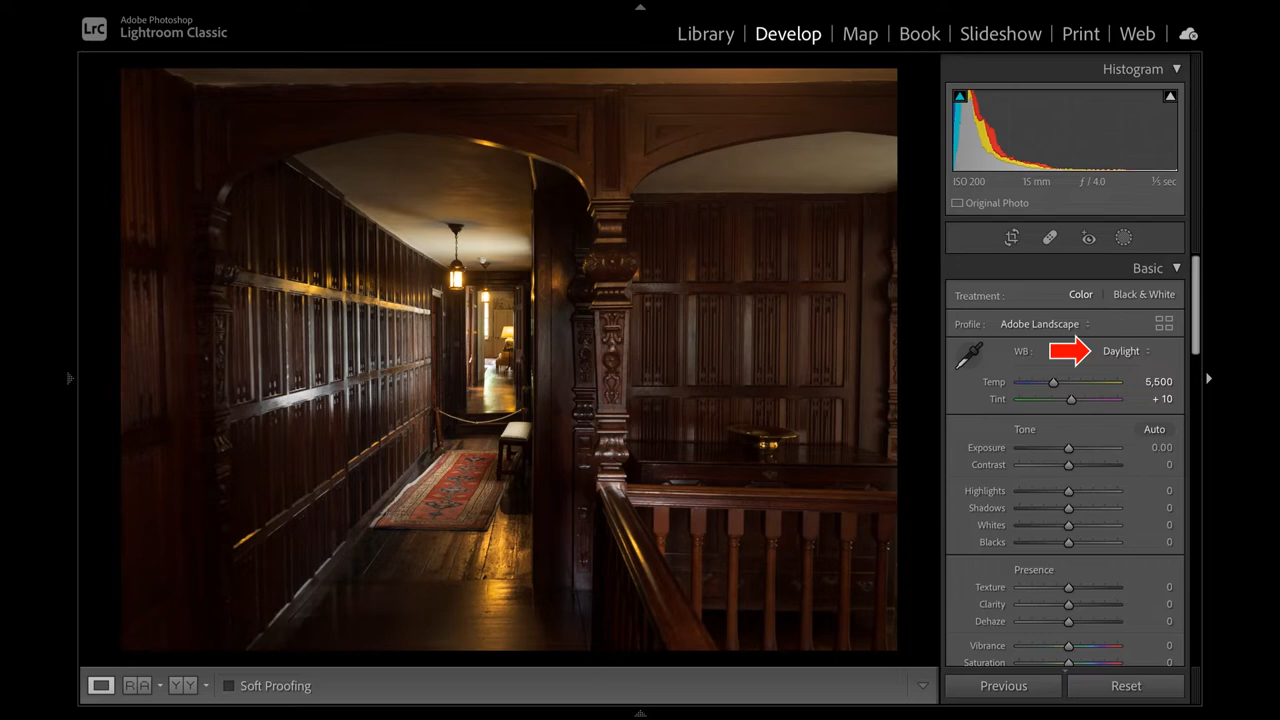 LrC
Adobe Photoshop
Lightroom Classic
Library | Develop | Map | Book | Slideshow | Print | Web
Histogram
ISO 200 15 mm ƒ / 4.0 ⅕ sec
Original Photo
Basic
Treatment : Color | Black & White
Profile : Adobe Landscape
WB : Daylight
Temp 5,500
Tint + 10
Tone Auto
Exposure 0.00
Contrast 0
Highlights 0
Shadows 0
Whites 0
Blacks 0
Presence
Texture 0
Clarity 0
Dehaze 0
Vibrance 0
Saturation 0
R A Y Y Soft Proofing
Previous Reset